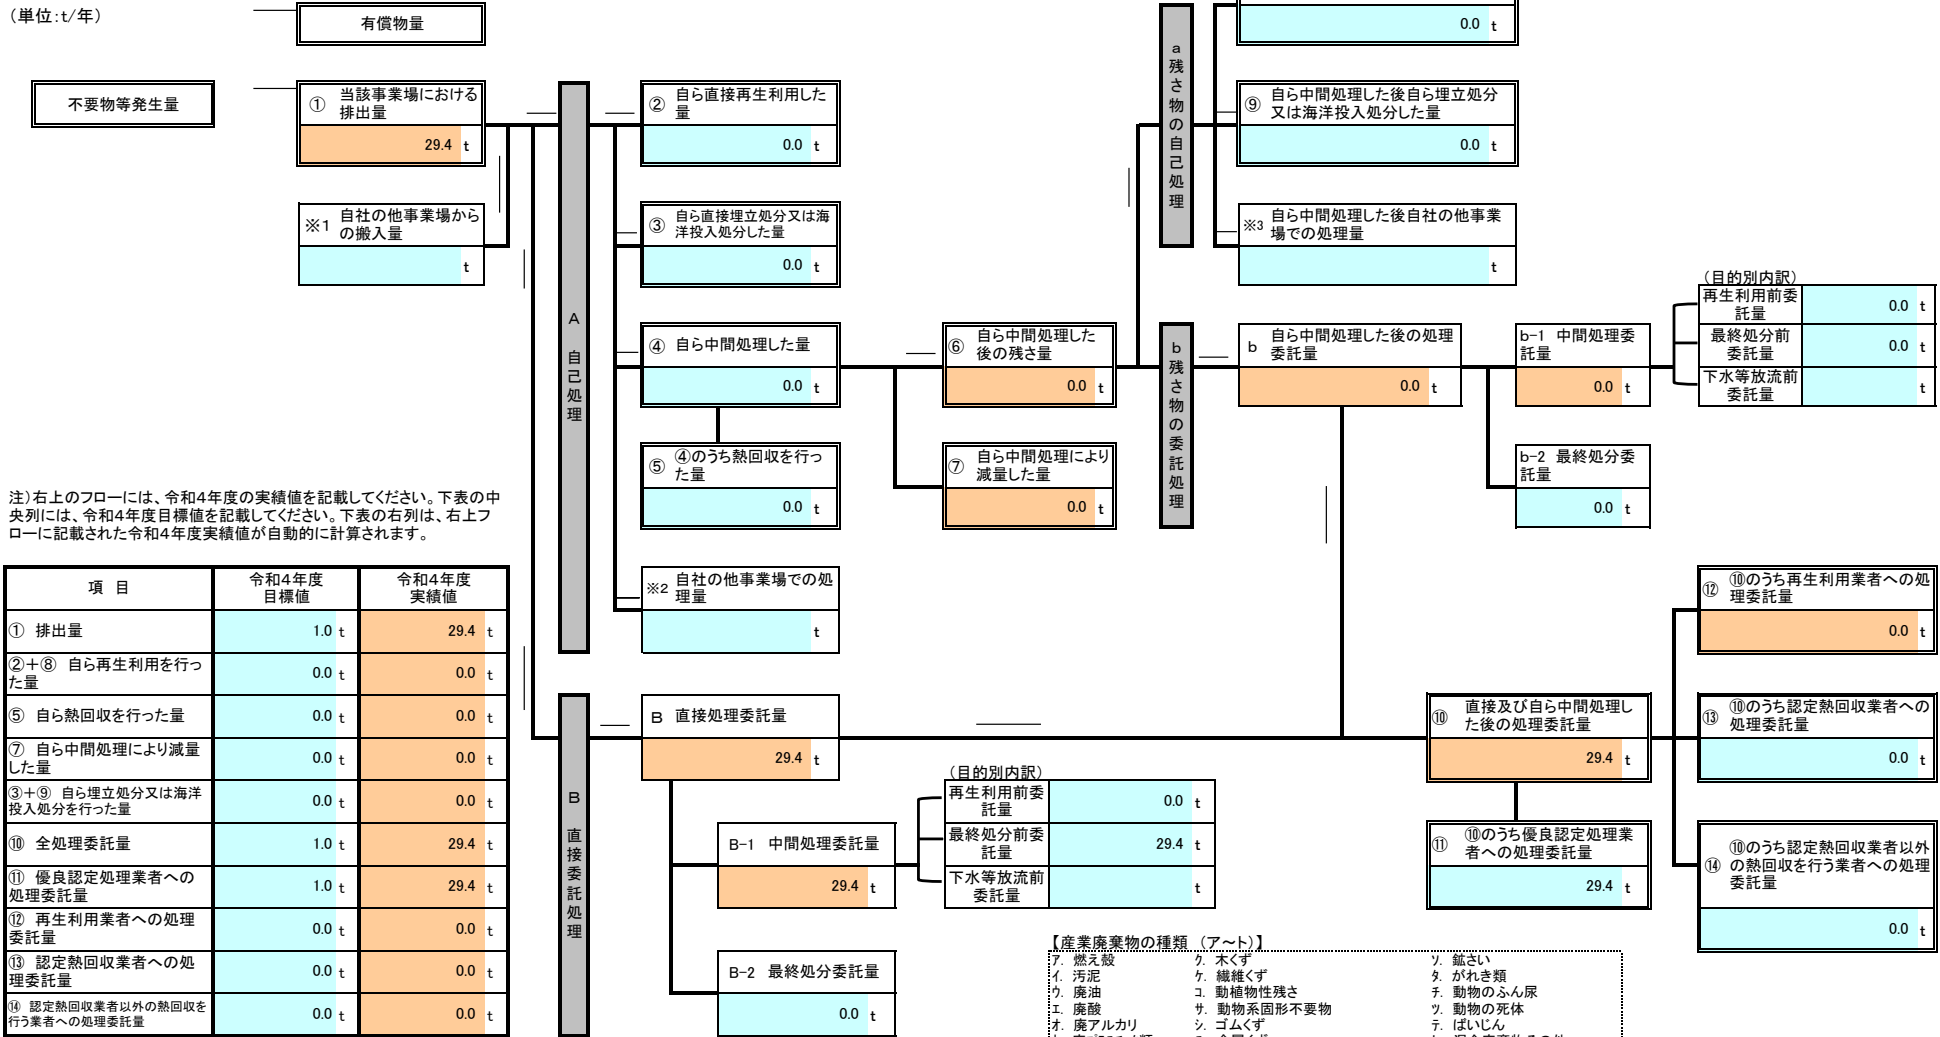 (単位:t/年)
有償物量
0.0 t
不要物等発生量
① 当該事業場における
排出量
29.4 t
※1 自社の他事業場から
の搬入量
t
A 自己処理
② 自ら直接再生利用した
量
0.0 t
③ 自ら直接埋立処分又は海
洋投入処分した量
0.0 t
④ 自ら中間処理した量
0.0 t
⑤ ④のうち熱回収を行っ
た量
0.0 t
※2 自社の他事業場での処
理量
t
⑥ 自ら中間処理した
後の残さ量
0.0 t
⑦ 自ら中間処理により
減量した量
0.0 t
a残さ物の自己処理
⑨ 自ら中間処理した後自ら埋立処分
又は海洋投入処分した量
0.0 t
※3 自ら中間処理した後自社の他事業
場での処理量
t
b残さ物の委託処理
b 自ら中間処理した後の処理
委託量
0.0 t
b-1 中間処理委
託量
0.0 t
b-2 最終処分委
託量
0.0 t
(目的別内訳)
再生利用前委
託量
0.0 t
最終処分前
委託量
0.0 t
下水等放流前
委託量
t
注)右上のフローには、令和4年度の実績値を記載してください。下表の中
央列には、令和4年度目標値を記載してください。下表の右列は、右上フ
ローに記載された令和4年度実績値が自動的に計算されます。
項 目 令和4年度
目標値 令和4年度
実績値
① 排出量 1.0 t 29.4 t
②+⑧ 自ら再生利用を行っ
た量 0.0 t 0.0 t
⑤ 自ら熱回収を行った量 0.0 t 0.0 t
⑦ 自ら中間処理により減量
した量 0.0 t 0.0 t
③+⑨ 自ら埋立処分又は海洋
投入処分を行った量 0.0 t 0.0 t
⑩ 全処理委託量 1.0 t 29.4 t
⑪ 優良認定処理業者への
処理委託量 1.0 t 29.4 t
⑫ 再生利用業者への処理
委託量 0.0 t 0.0 t
⑬ 認定熱回収業者への処
理委託量 0.0 t 0.0 t
⑭ 認定熱回収業者以外の熱回収を
行う業者への処理委託量 0.0 t 0.0 t
B 直接委託処理
B 直接処理委託量
29.4 t
B-1 中間処理委託量
29.4 t
B-2 最終処分委託量
0.0 t
(目的別内訳)
再生利用前委
託量
0.0 t
最終処分前委
託量
29.4 t
下水等放流前
委託量
t
⑩ 直接及び自ら中間処理し
た後の処理委託量
29.4 t
⑪ ⑩のうち優良認定処理業
者への処理委託量
29.4 t
⑫ ⑩のうち再生利用業者への処
理委託量
0.0 t
⑬ ⑩のうち認定熱回収業者への
処理委託量
0.0 t
⑭ ⑩のうち認定熱回収業者以外
の熱回収を行う業者への処理
委託量
0.0 t
【産業廃棄物の種類 (ア~ト)】
ア. 燃え殻 ク. 木くず ソ. 鉱さい
イ. 汚泥 ケ. 繊維くず タ. がれき類
ウ. 廃油 コ. 動植物性残さ チ. 動物のふん尿
エ. 廃酸 サ. 動物系固形不要物 ツ. 動物の死体
オ. 廃アルカリ シ. ゴムくず テ. ばいじん